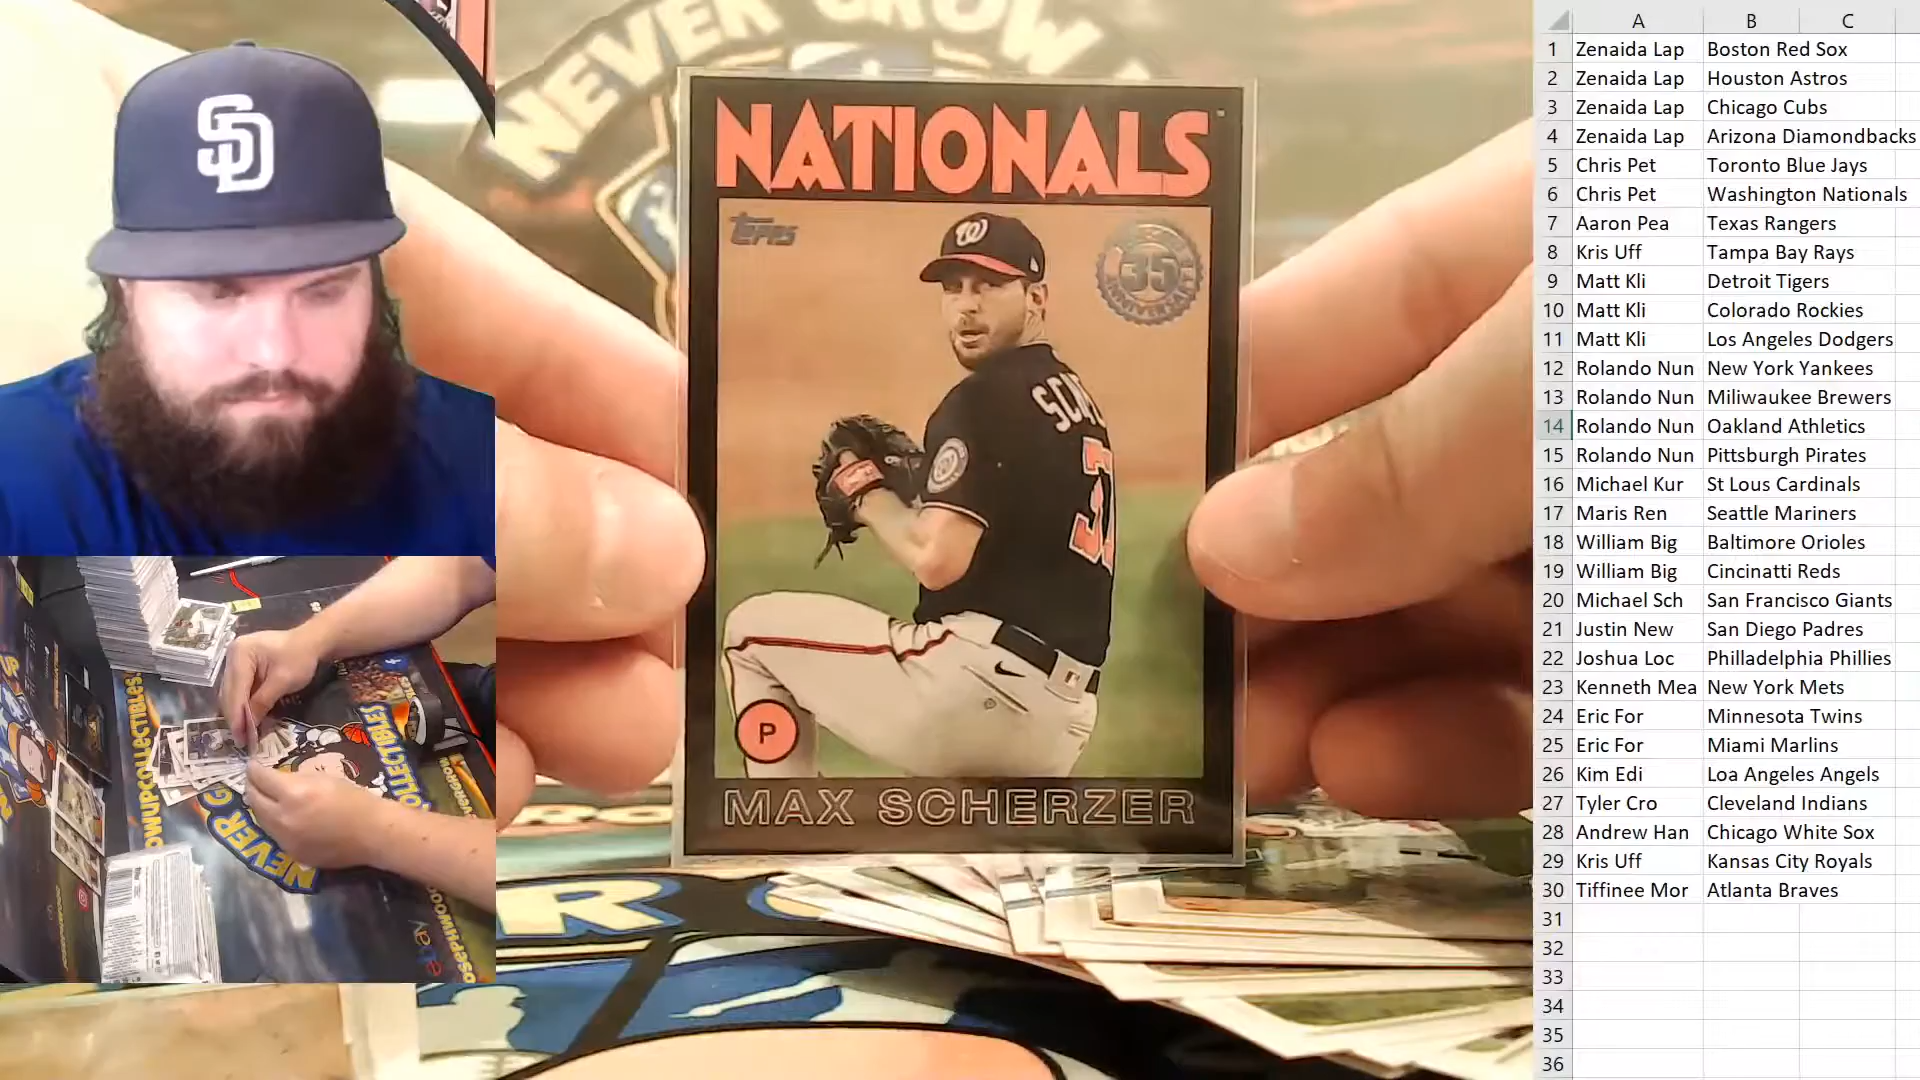 SD
NEVER GROW
NATIONALS
Topps
35
ANNIVERSARY
W
P
MAX SCHERZER
OWUPCOLLECTIBLES.
NEVER G
OLLECTIBLES
R
A B C
1 Zenaida Lap Boston Red Sox
2 Zenaida Lap Houston Astros
3 Zenaida Lap Chicago Cubs
4 Zenaida Lap Arizona Diamondbacks
5 Chris Pet Toronto Blue Jays
6 Chris Pet Washington Nationals
7 Aaron Pea Texas Rangers
8 Kris Uff Tampa Bay Rays
9 Matt Kli Detroit Tigers
10 Matt Kli Colorado Rockies
11 Matt Kli Los Angeles Dodgers
12 Rolando Nun New York Yankees
13 Rolando Nun Miliwaukee Brewers
14 Rolando Nun Oakland Athletics
15 Rolando Nun Pittsburgh Pirates
16 Michael Kur St Lous Cardinals
17 Maris Ren Seattle Mariners
18 William Big Baltimore Orioles
19 William Big Cincinatti Reds
20 Michael Sch San Francisco Giants
21 Justin New San Diego Padres
22 Joshua Loc Philladelphia Phillies
23 Kenneth Mea New York Mets
24 Eric For Minnesota Twins
25 Eric For Miami Marlins
26 Kim Edi Loa Angeles Angels
27 Tyler Cro Cleveland Indians
28 Andrew Han Chicago White Sox
29 Kris Uff Kansas City Royals
30 Tiffinee Mor Atlanta Braves
31
32
33
34
35
36